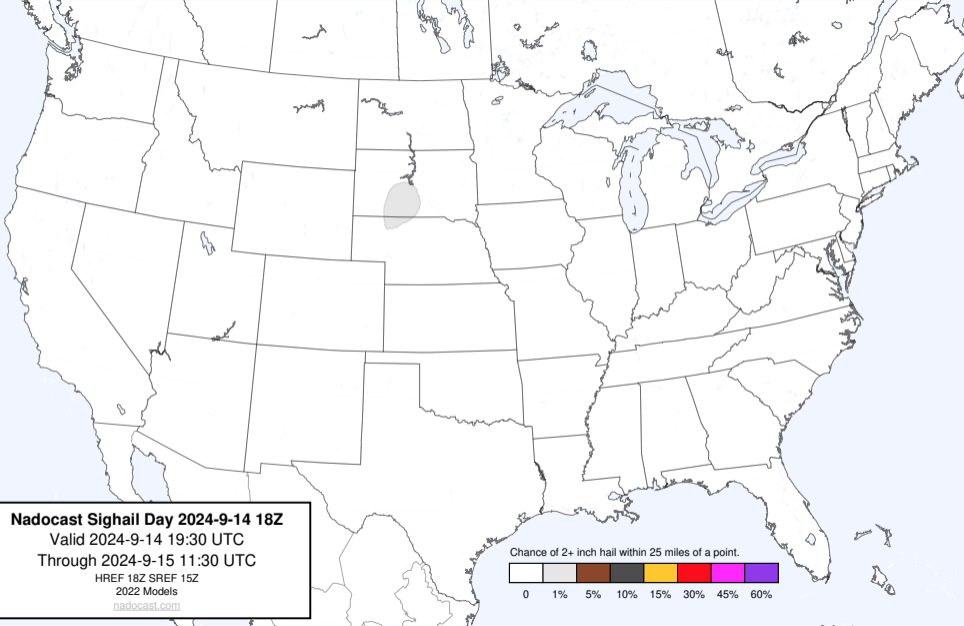 Nadocast Sighail Day 2024-9-14 18Z
Valid 2024-9-14 19:30 UTC
Through 2024-9-15 11:30 UTC
HREF 18Z SREF 15Z
2022 Models
nadocast.com
Chance of 2+ inch hail within 25 miles of a point.
0 1% 5% 10% 15% 30% 45% 60%